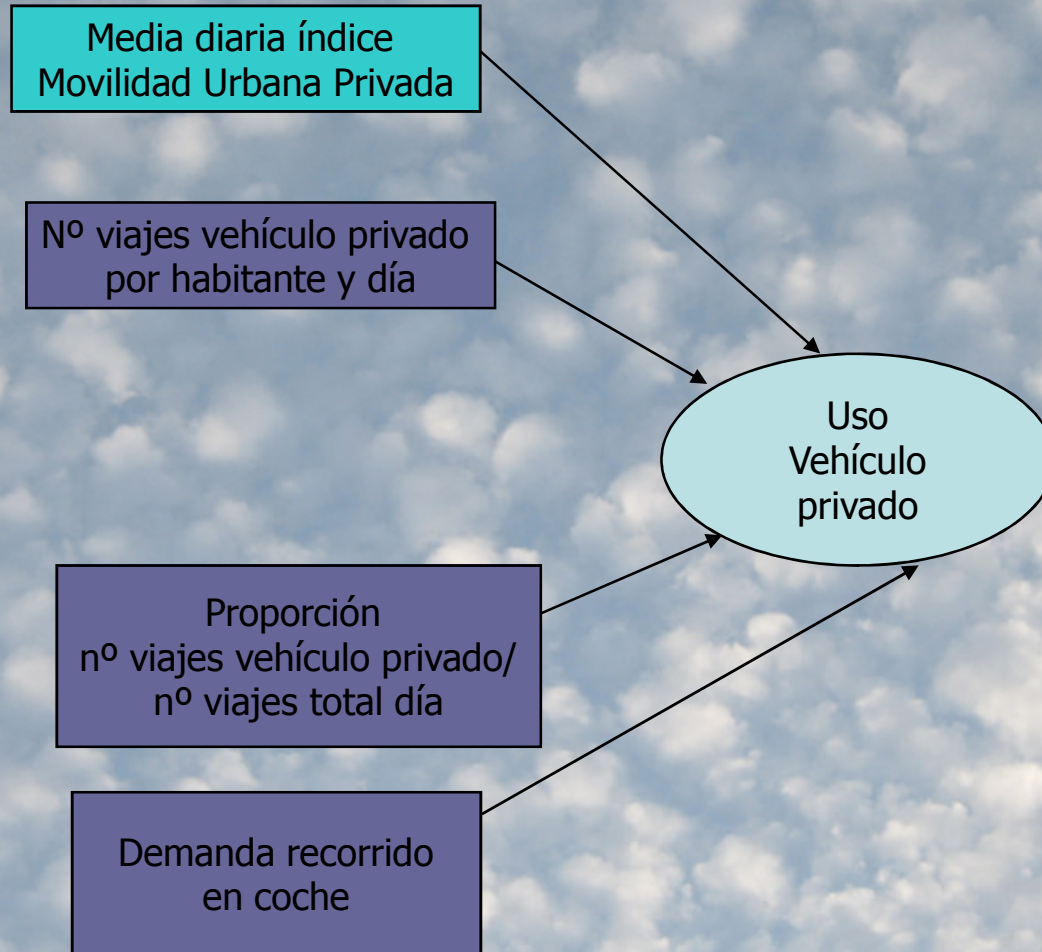 Media diaria índice
Movilidad Urbana Privada
Nº viajes vehículo privado
por habitante y día
Uso
Vehículo
privado
Proporción
nº viajes vehículo privado/
nº viajes total día
Demanda recorrido
en coche